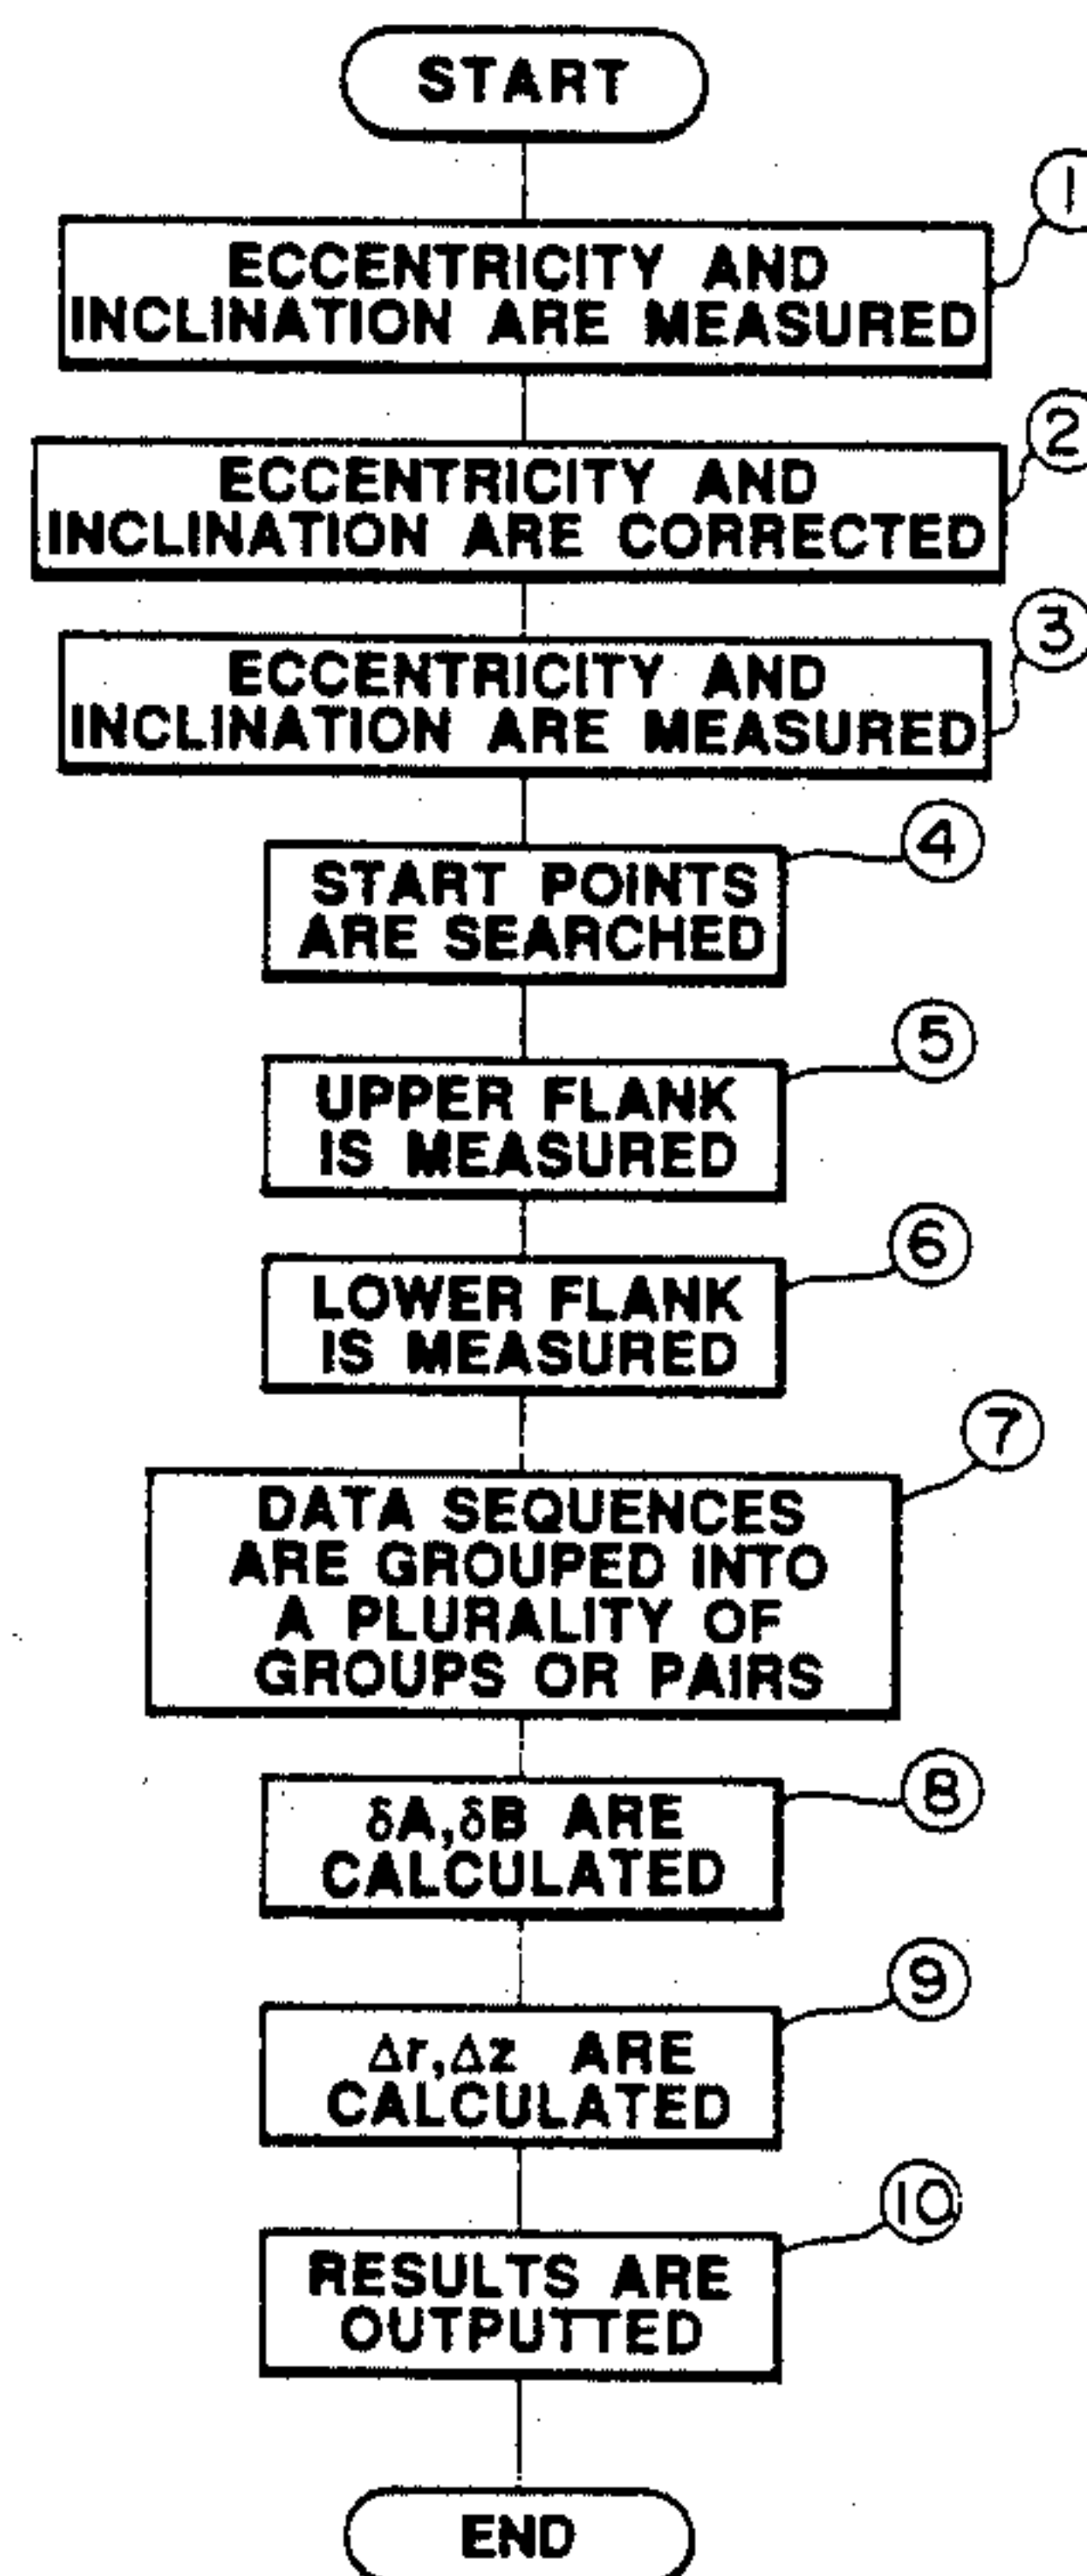 START
1
ECCENTRICITY AND
INCLINATION ARE MEASURED
2
ECCENTRICITY AND
INCLINATION ARE CORRECTED
3
ECCENTRICITY AND
INCLINATION ARE MEASURED
4
START POINTS
ARE SEARCHED
5
UPPER FLANK
IS MEASURED
6
LOWER FLANK
IS MEASURED
7
DATA SEQUENCES
ARE GROUPED INTO
A PLURALITY OF
GROUPS OR PAIRS
8
δA,δB ARE
CALCULATED
9
Δr,Δz ARE
CALCULATED
10
RESULTS ARE
OUTPUTTED
END